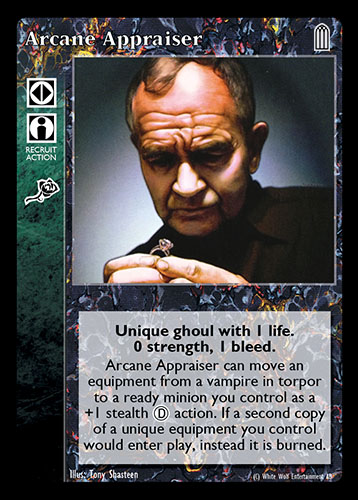 Arcane Appraiser
RECRUIT
ACTION
Unique ghoul with 1 life.
0 strength, 1 bleed.
Arcane Appraiser can move an
equipment from a vampire in torpor
to a ready minion you control as a
+1 stealth Ⓓ action. If a second copy
of a unique equipment you control
would enter play, instead it is burned.
Illus: Tony Shasteen
(C) White Wolf Entertainment AB